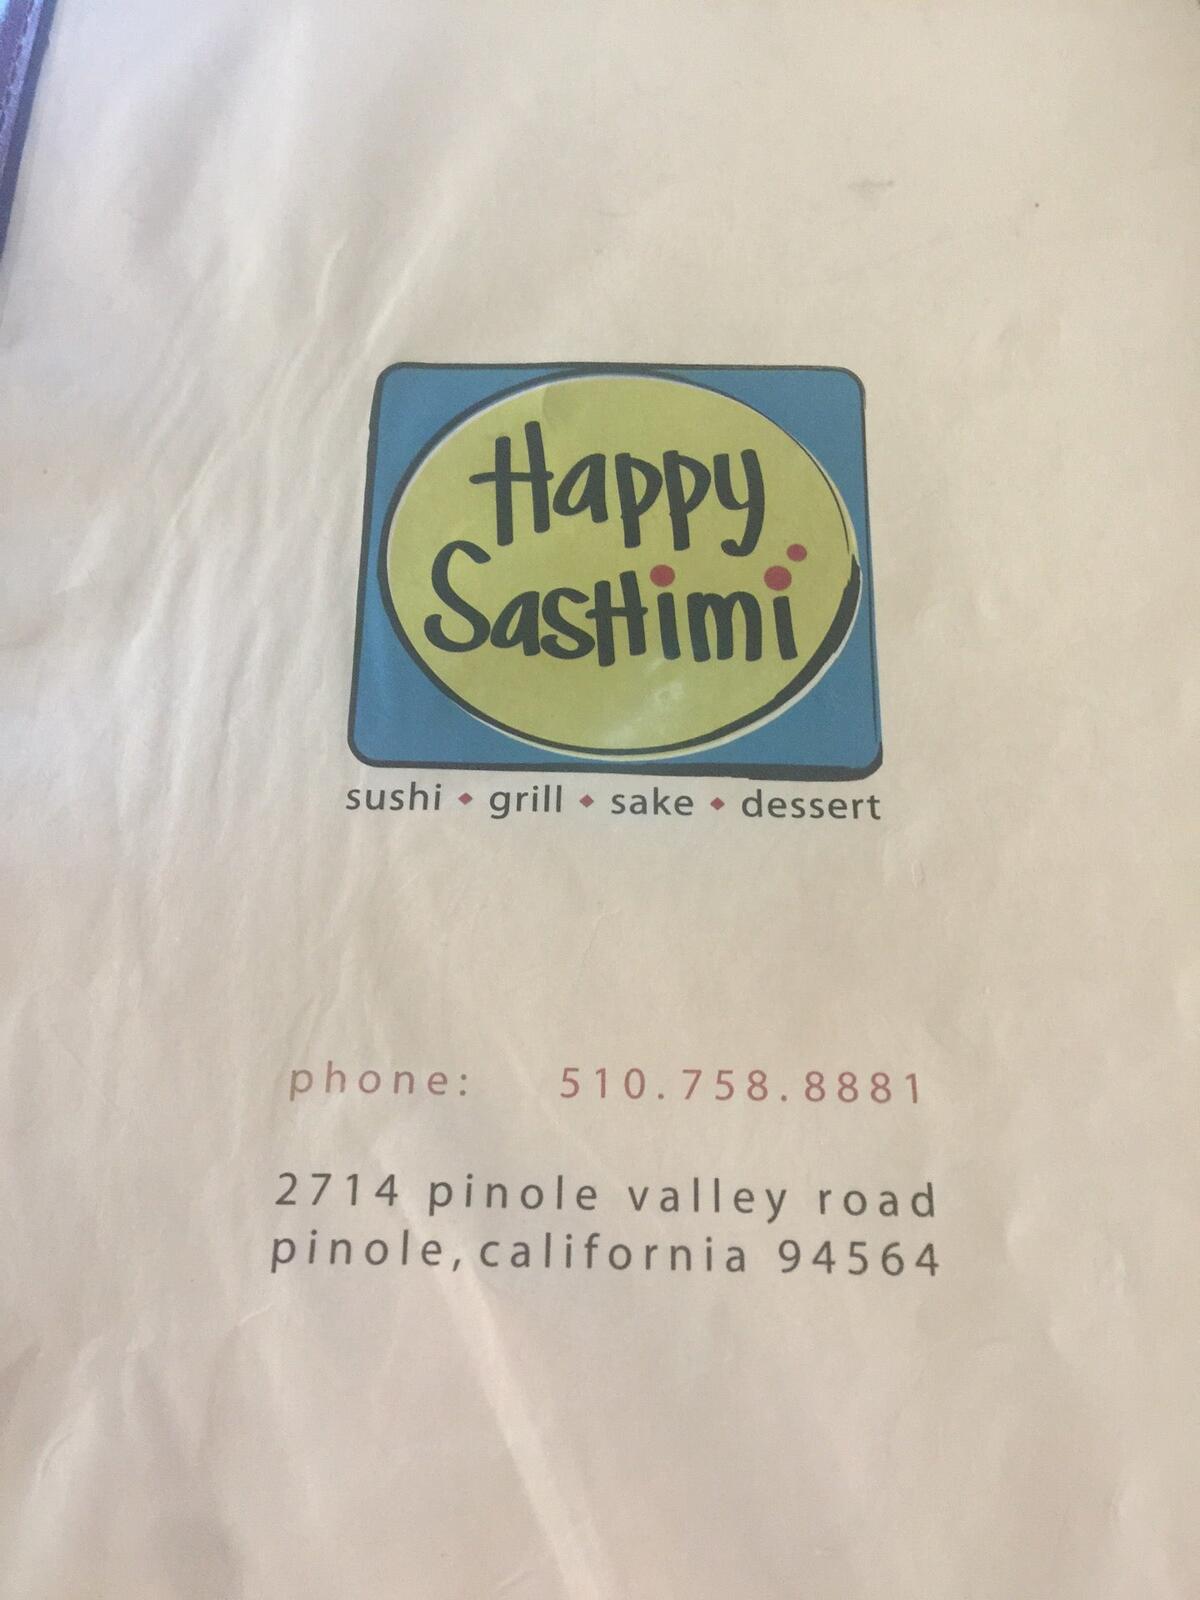 Happy
SasHimi
sushi ◆ grill ◆ sake ◆ dessert
phone: 510.758.8881
2714 pinole valley road
pinole, california 94564